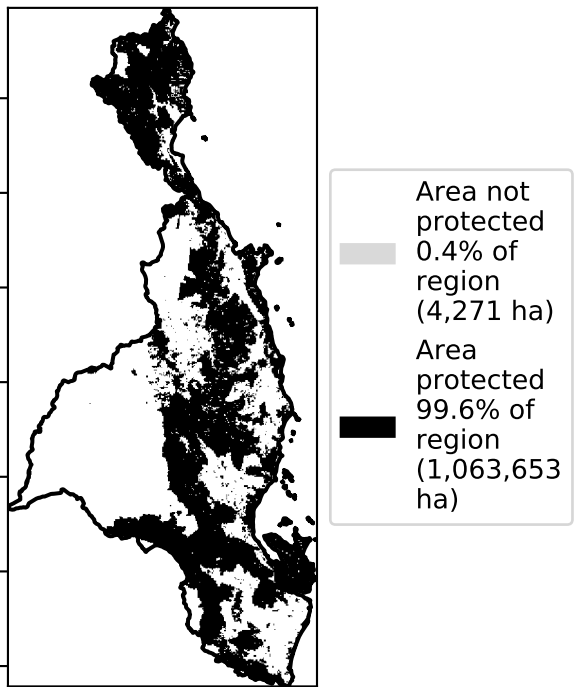 Area not
protected
0.4% of
region
(4,271 ha)
Area
protected
99.6% of
region
(1,063,653
ha)